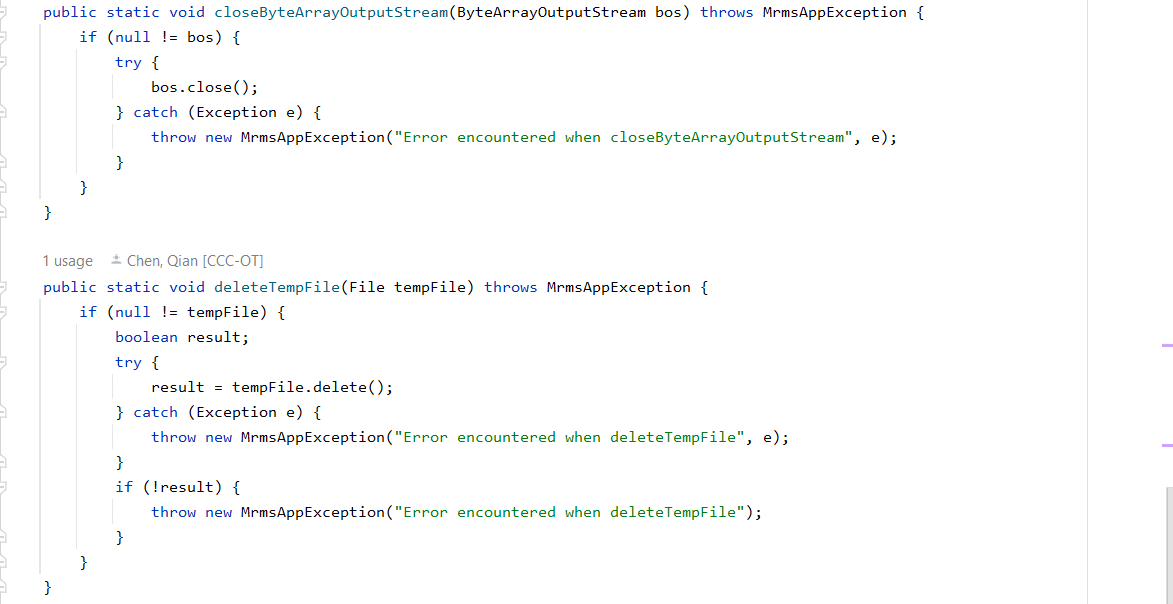 public static void closeByteArrayOutputStream(ByteArrayOutputStream bos) throws MrmsAppException {
    if (null != bos) {
        try {
            bos.close();
        } catch (Exception e) {
            throw new MrmsAppException("Error encountered when closeByteArrayOutputStream", e);
        }
    }
}
1 usage Chen, Qian [CCC-OT]
public static void deleteTempFile(File tempFile) throws MrmsAppException {
    if (null != tempFile) {
        boolean result;
        try {
            result = tempFile.delete();
        } catch (Exception e) {
            throw new MrmsAppException("Error encountered when deleteTempFile", e);
        }
        if (!result) {
            throw new MrmsAppException("Error encountered when deleteTempFile");
        }
    }
}